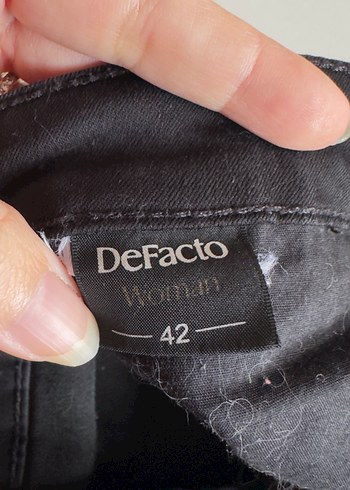 DeFacto
Woman
— 42 —